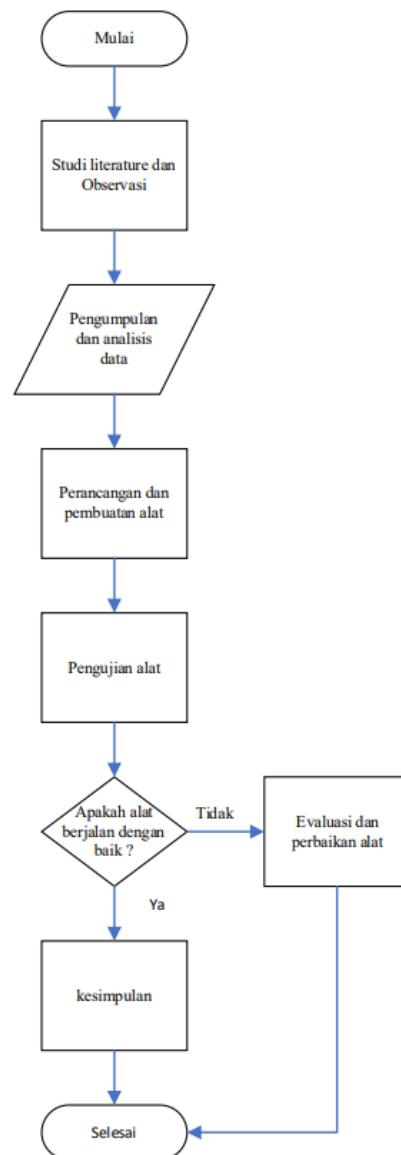 Mulai
Studi literature dan
Observasi
Pengumpulan
dan analisis
data
Perancangan dan
pembuatan alat
Pengujian alat
Apakah alat
berjalan dengan
baik ?
Tidak
Evaluasi dan
perbaikan alat
Ya
kesimpulan
Selesai